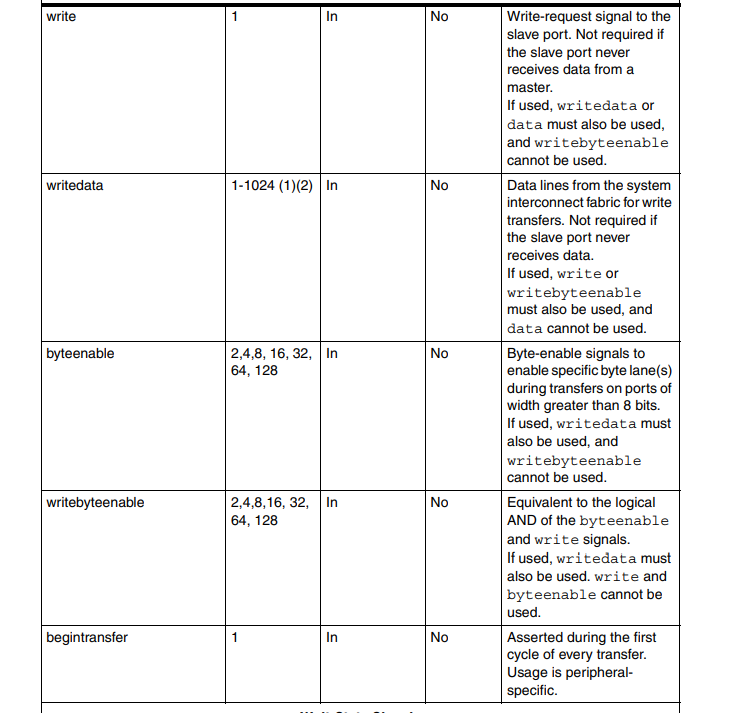 write 1 In No Write-request signal to the
slave port. Not required if
the slave port never
receives data from a
master.
If used, writedata or
data must also be used,
and writebyteenable
cannot be used.
writedata 1-1024 (1)(2) In No Data lines from the system
interconnect fabric for write
transfers. Not required if
the slave port never
receives data.
If used, write or
writebyteenable
must also be used, and
data cannot be used.
byteenable 2,4,8, 16, 32, In No Byte-enable signals to
64, 128 enable specific byte lane(s)
during transfers on ports of
width greater than 8 bits.
If used, writedata must
also be used, and
writebyteenable
cannot be used.
writebyteenable 2,4,8,16, 32, In No Equivalent to the logical
64, 128 AND of the byteenable
and write signals.
If used, writedata must
also be used. write and
byteenable cannot be
used.
begintransfer 1 In No Asserted during the first
cycle of every transfer.
Usage is peripheral-
specific.